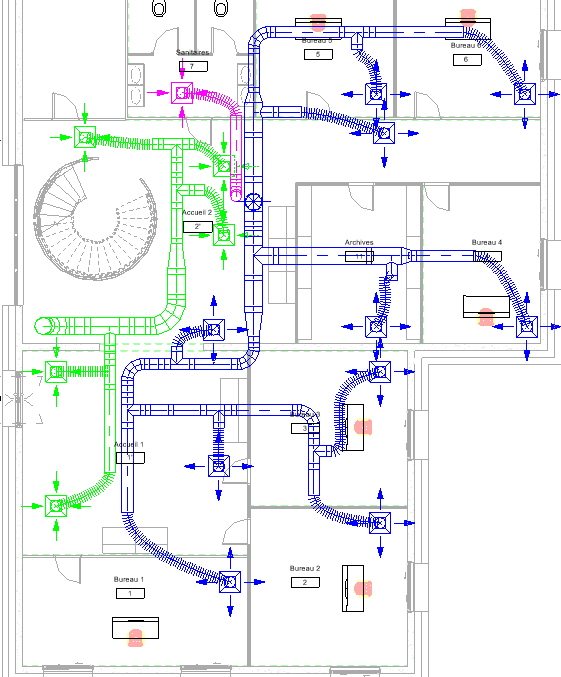 Sanitaires
7
Bureau 5
5
Bureau 6
6
Accueil 2
2'
Archives
11
Bureau 4
3
Accueil 1
1'
Bureau 1
1
Bureau 2
2